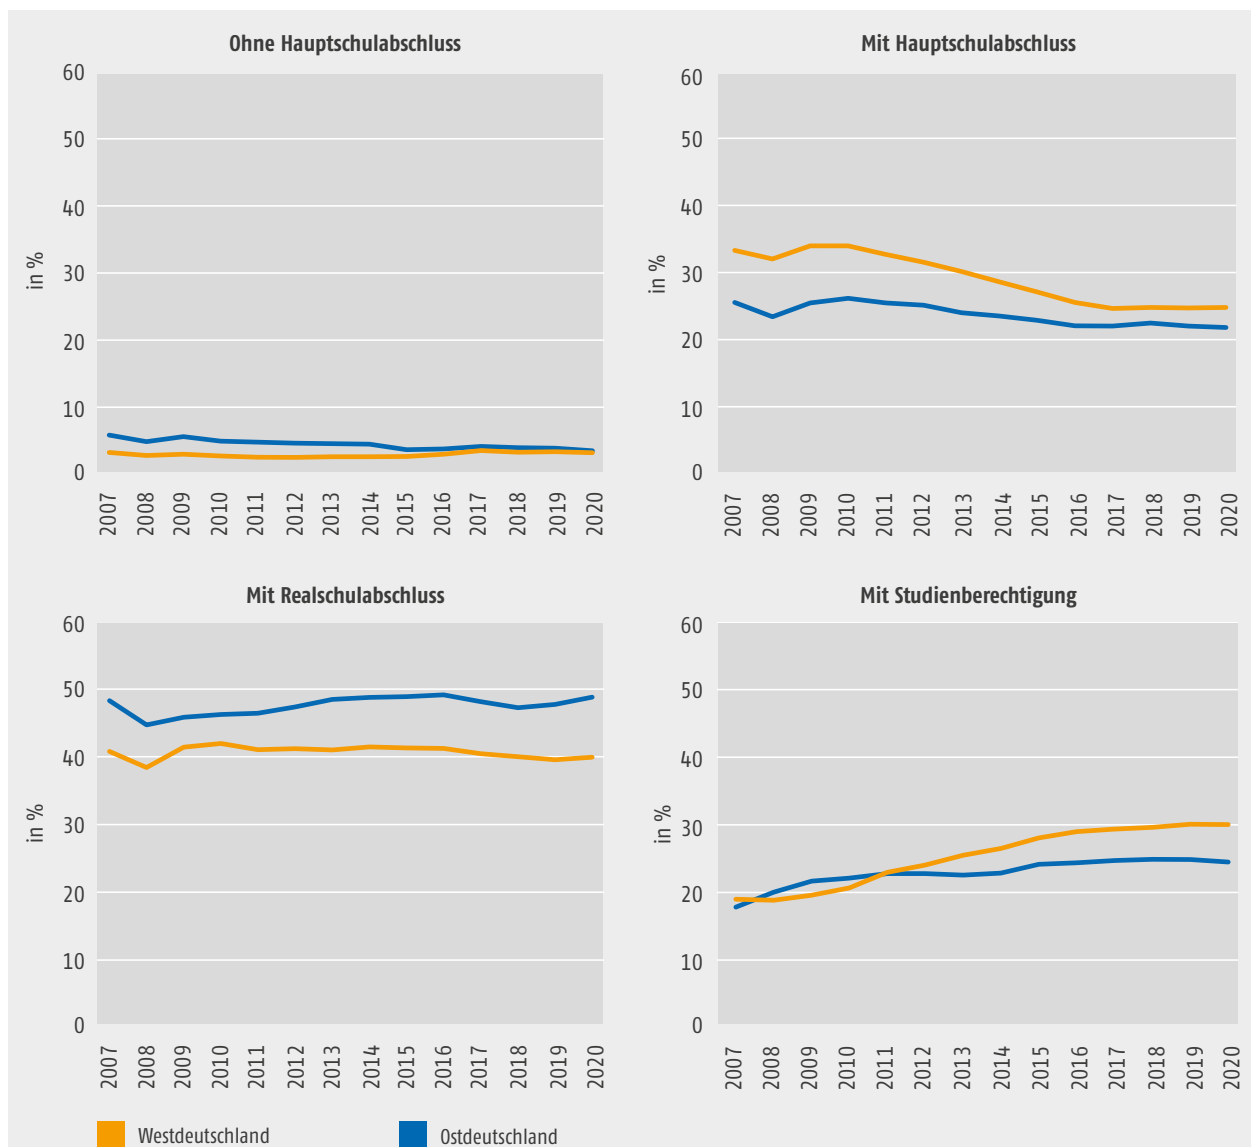 Ohne Hauptschulabschluss
60
50
40
30
20
10
0
in %
2007 2008 2009 2010 2011 2012 2013 2014 2015 2016 2017 2018 2019 2020
Mit Hauptschulabschluss
60
50
40
30
20
10
0
in %
2007 2008 2009 2010 2011 2012 2013 2014 2015 2016 2017 2018 2019 2020
Mit Realschulabschluss
60
50
40
30
20
10
0
in %
2007 2008 2009 2010 2011 2012 2013 2014 2015 2016 2017 2018 2019 2020
Mit Studienberechtigung
60
50
40
30
20
10
0
in %
2007 2008 2009 2010 2011 2012 2013 2014 2015 2016 2017 2018 2019 2020
Westdeutschland
Ostdeutschland